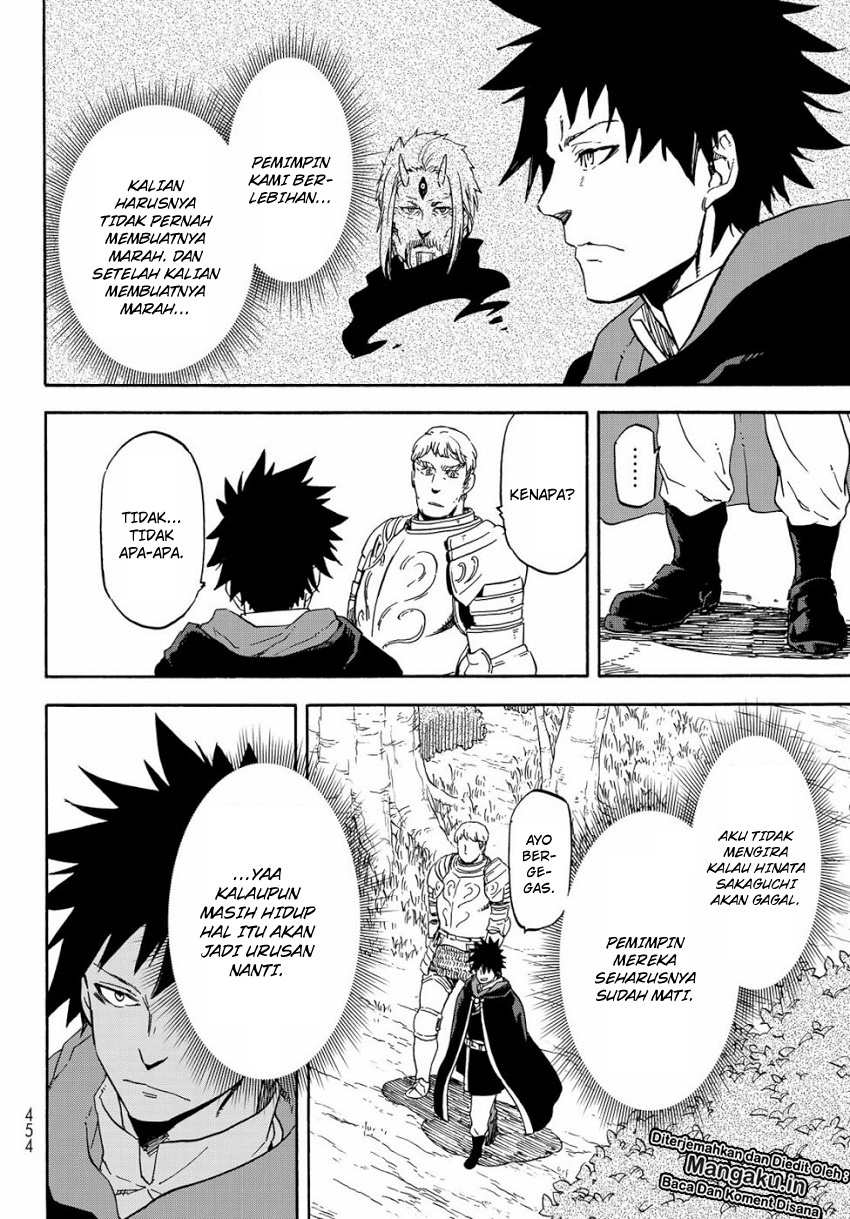 PEMIMPIN
KAMI BER-
LEBIHAN...
KALIAN
HARUSNYA
TIDAK PERNAH
MEMBUATNYA
MARAH. DAN
SETELAH KALIAN
MEMBUATNYA
MARAH...
......
KENAPA?
TIDAK...
TIDAK
APA-APA.
AKU TIDAK
MENGIRA
KALAU HINATA
SAKAGUCHI
AKAN GAGAL.
PEMIMPIN
MEREKA
SEHARUSNYA
SUDAH MATI.
AYO
BER-
GE-
GAS.
...YAA
KALAUPUN
MASIH HIDUP
HAL ITU AKAN
JADI URUSAN
NANTI.
454
Diterjemahkan dan Diedit Oleh:
Mangaku.in
Baca Dan Koment Disana